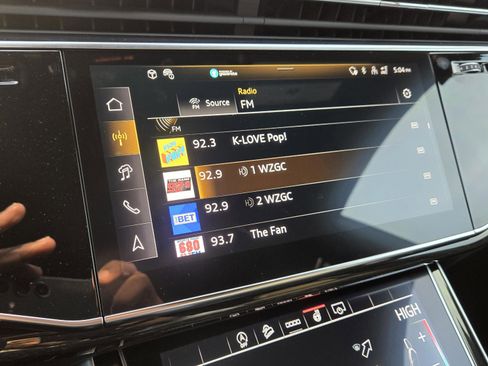 5:04 PM
Radio
FM
Source
FM
92.3 K-LOVE Pop!
92.9 1 WZGC
92.9 2 WZGC
BET
93.7 The Fan
680
HIGH